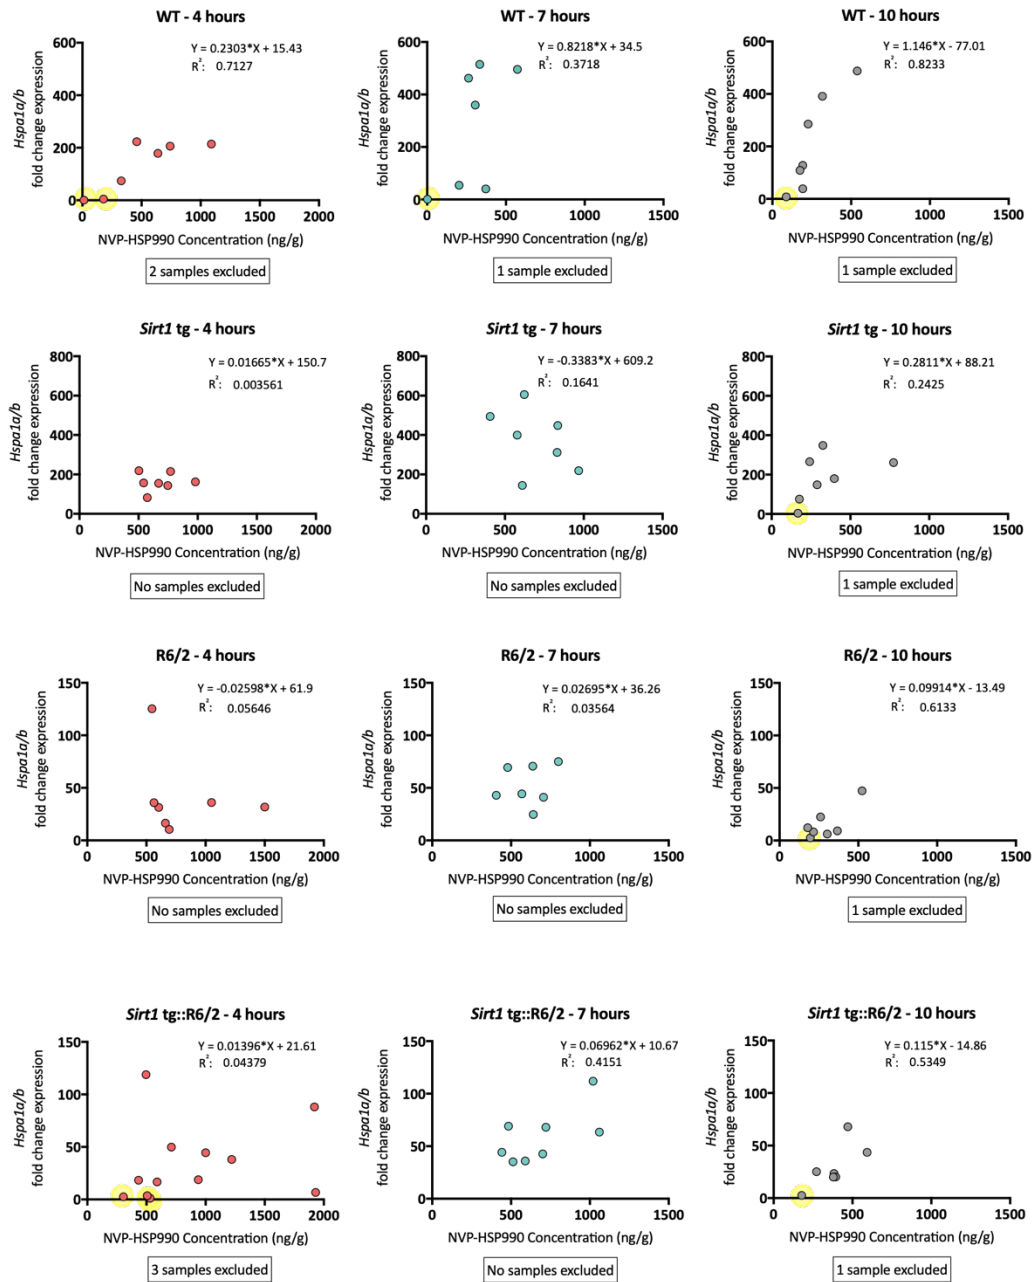 WT - 4 hours
Y = 0.2303*X + 15.43
R²: 0.7127
Hspa1a/b
fold change expression
600
400
200
0
0 500 1000 1500 2000
NVP-HSP990 Concentration (ng/g)
2 samples excluded
WT - 7 hours
Y = 0.8218*X + 34.5
R²: 0.3718
Hspa1a/b
fold change expression
600
400
200
0
0 500 1000 1500
NVP-HSP990 Concentration (ng/g)
1 sample excluded
WT - 10 hours
Y = 1.146*X - 77.01
R²: 0.8233
Hspa1a/b
fold change expression
600
400
200
0
0 500 1000 1500
NVP-HSP990 Concentration (ng/g)
1 sample excluded
Sirt1 tg - 4 hours
Y = 0.01665*X + 150.7
R²: 0.003561
Hspa1a/b
fold change expression
800
600
400
200
0
0 500 1000 1500 2000
NVP-HSP990 Concentration (ng/g)
No samples excluded
Sirt1 tg - 7 hours
Y = -0.3383*X + 609.2
R²: 0.1641
Hspa1a/b
fold change expression
800
600
400
200
0
0 500 1000 1500
NVP-HSP990 Concentration (ng/g)
No samples excluded
Sirt1 tg - 10 hours
Y = 0.2811*X + 88.21
R²: 0.2425
Hspa1a/b
fold change expression
800
600
400
200
0
0 500 1000 1500
NVP-HSP990 Concentration (ng/g)
1 sample excluded
R6/2 - 4 hours
Y = -0.02598*X + 61.9
R²: 0.05646
Hspa1a/b
fold change expression
150
100
50
0
0 500 1000 1500 2000
NVP-HSP990 Concentration (ng/g)
No samples excluded
R6/2 - 7 hours
Y = 0.02695*X + 36.26
R²: 0.03564
Hspa1a/b
fold change expression
150
100
50
0
0 500 1000 1500
NVP-HSP990 Concentration (ng/g)
No samples excluded
R6/2 - 10 hours
Y = 0.09914*X - 13.49
R²: 0.6133
Hspa1a/b
fold change expression
150
100
50
0
0 500 1000 1500
NVP-HSP990 Concentration (ng/g)
1 sample excluded
Sirt1 tg::R6/2 - 4 hours
Y = 0.01396*X + 21.61
R²: 0.04379
Hspa1a/b
fold change expression
150
100
50
0
0 500 1000 1500 2000
NVP-HSP990 Concentration (ng/g)
3 samples excluded
Sirt1 tg::R6/2 - 7 hours
Y = 0.06962*X + 10.67
R²: 0.4151
Hspa1a/b
fold change expression
150
100
50
0
0 500 1000 1500
NVP-HSP990 Concentration (ng/g)
No samples excluded
Sirt1 tg::R6/2 - 10 hours
Y = 0.115*X - 14.86
R²: 0.5349
Hspa1a/b
fold change expression
150
100
50
0
0 500 1000 1500
NVP-HSP990 Concentration (ng/g)
1 sample excluded